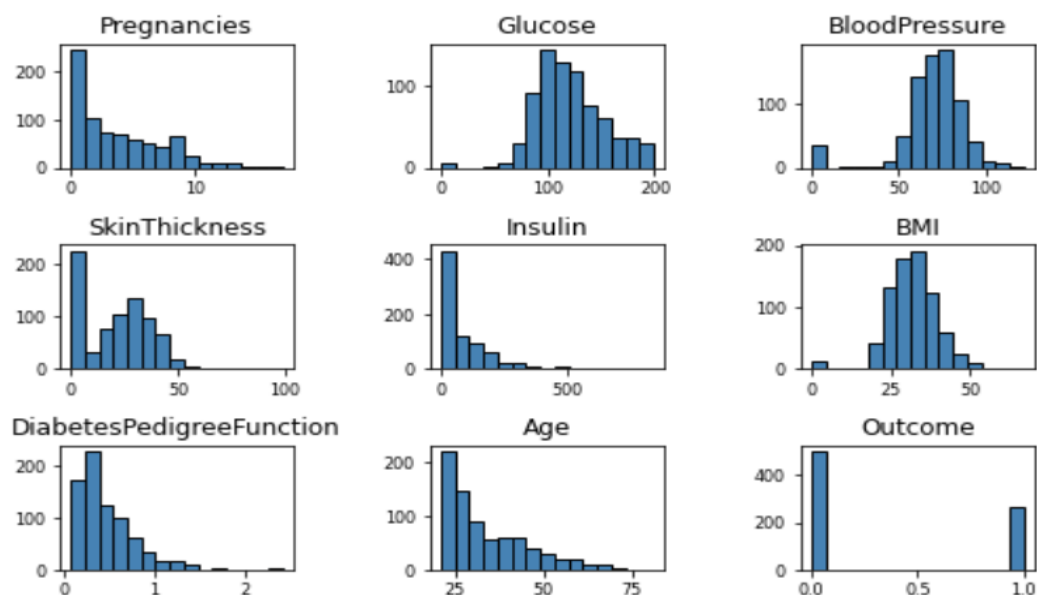 Pregnancies Glucose BloodPressure
200
100
0
0 10
100
0
0 100 200
100
0
0 50 100
SkinThickness Insulin BMI
200
100
0
0 50 100
400
200
0
0 500
200
100
0
0 25 50
DiabetesPedigreeFunction Age Outcome
200
100
0
0 1 2
200
100
0
25 50 75
400
200
0
0.0 0.5 1.0